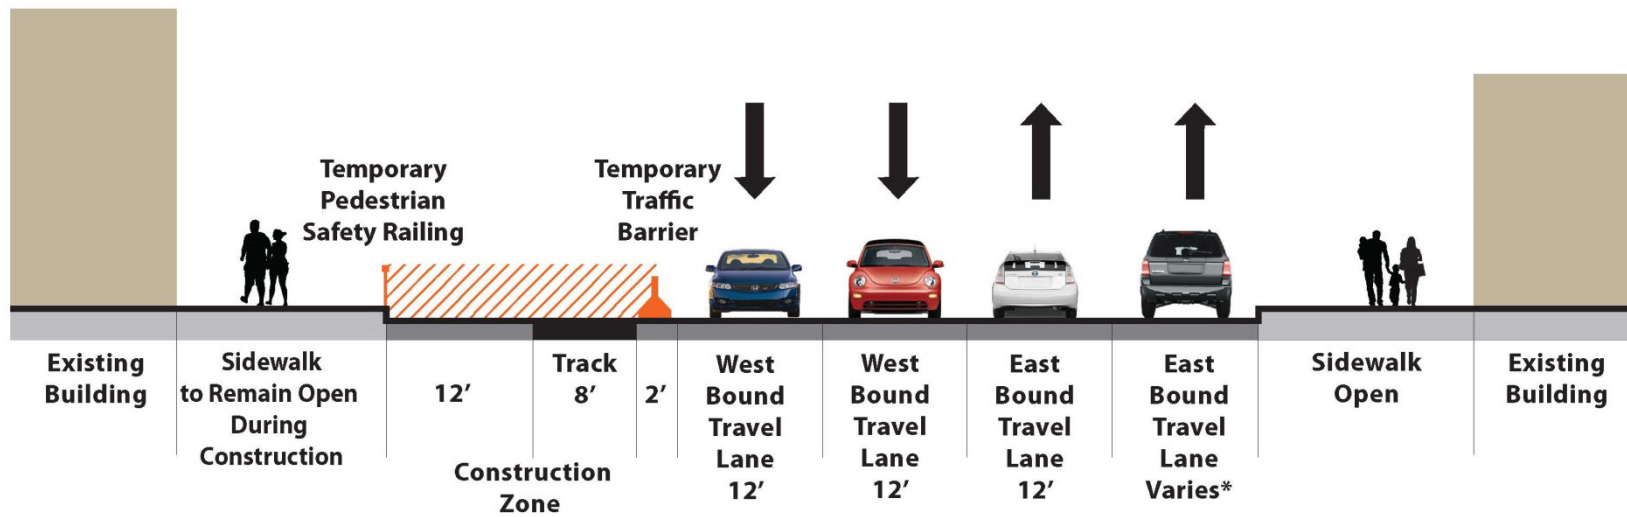 Temporary
Pedestrian
Safety Railing
Temporary
Traffic
Barrier
Existing
Building
Sidewalk
to Remain Open
During
Construction
12’
Track
8’
2’
Construction
Zone
West
Bound
Travel
Lane
12’
West
Bound
Travel
Lane
12’
East
Bound
Travel
Lane
12’
East
Bound
Travel
Lane
Varies*
Sidewalk
Open
Existing
Building